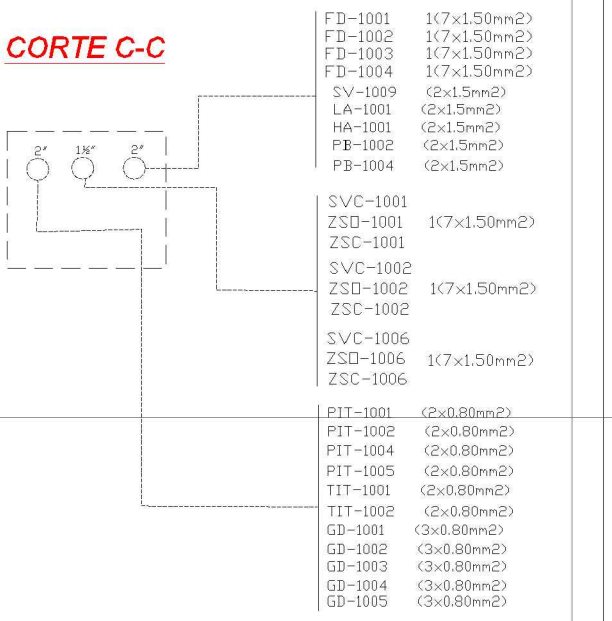 CORTE C-C
2" 1½" 2"
FD-1001 1(7x1.50mm2)
FD-1002 1(7x1.50mm2)
FD-1003 1(7x1.50mm2)
FD-1004 1(7x1.50mm2)
SV-1009 (2x1.5mm2)
LA-1001 (2x1.5mm2)
HA-1001 (2x1.5mm2)
PB-1002 (2x1.5mm2)
PB-1004 (2x1.5mm2)
SVC-1001
ZSO-1001 1(7x1.50mm2)
ZSC-1001
SVC-1002
ZSO-1002 1(7x1.50mm2)
ZSC-1002
SVC-1006
ZSO-1006 1(7x1.50mm2)
ZSC-1006
PIT-1001 (2x0.80mm2)
PIT-1002 (2x0.80mm2)
PIT-1004 (2x0.80mm2)
PIT-1005 (2x0.80mm2)
TIT-1001 (2x0.80mm2)
TIT-1002 (2x0.80mm2)
GD-1001 (3x0.80mm2)
GD-1002 (3x0.80mm2)
GD-1003 (3x0.80mm2)
GD-1004 (3x0.80mm2)
GD-1005 (3x0.80mm2)